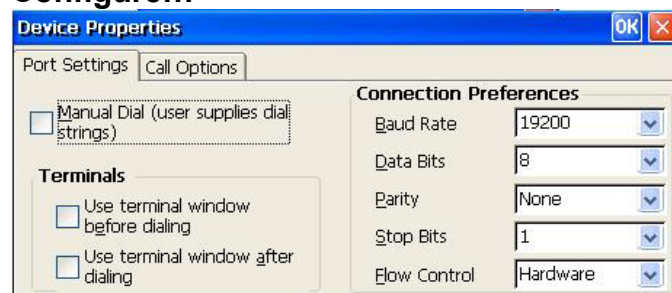 Configure...
Device Properties OK
Port Settings Call Options
Manual Dial (user supplies dial
strings)
Terminals
Use terminal window
before dialing
Use terminal window after
dialing
Connection Preferences
Baud Rate 19200
Data Bits 8
Parity None
Stop Bits 1
Flow Control Hardware